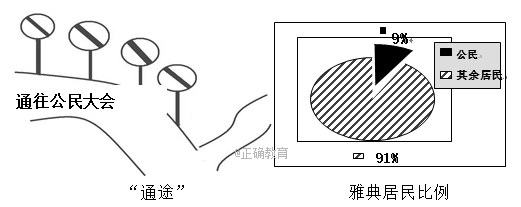 通往公民大会
“通途”
@正确教育
9%
公民
其余居民
91%
雅典居民比例